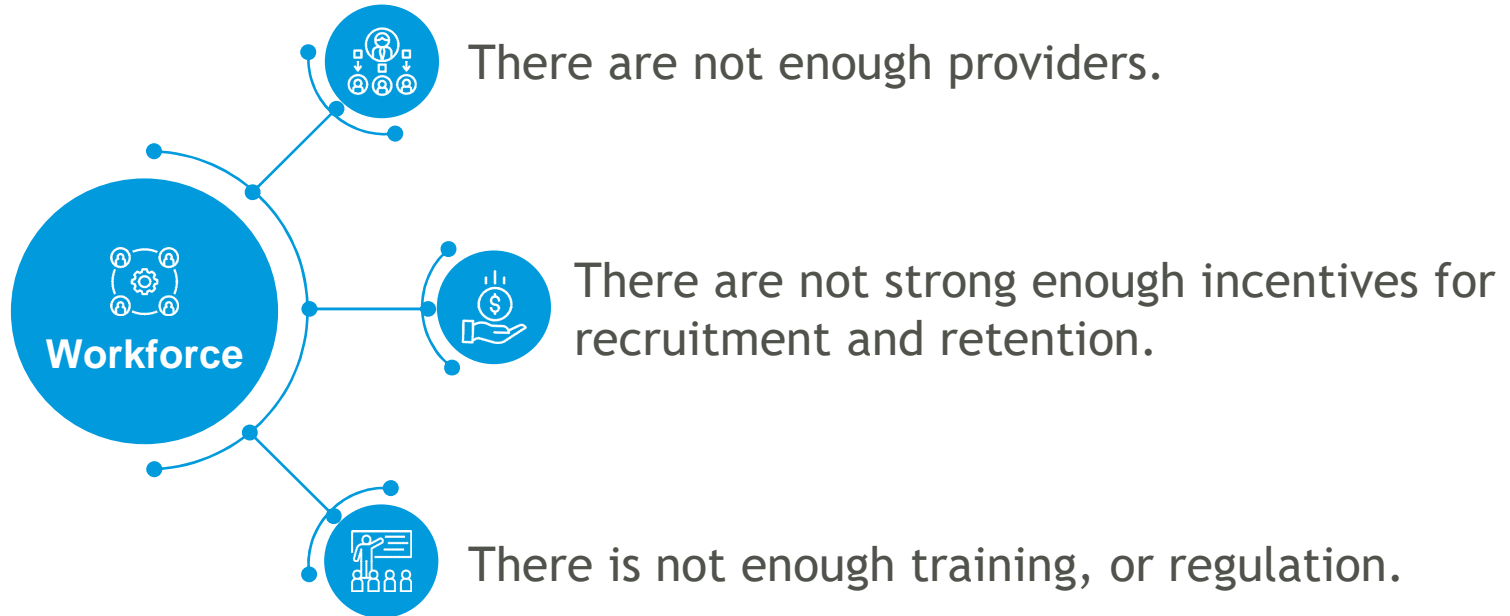 There are not enough providers.
Workforce
There are not strong enough incentives for
recruitment and retention.
There is not enough training, or regulation.